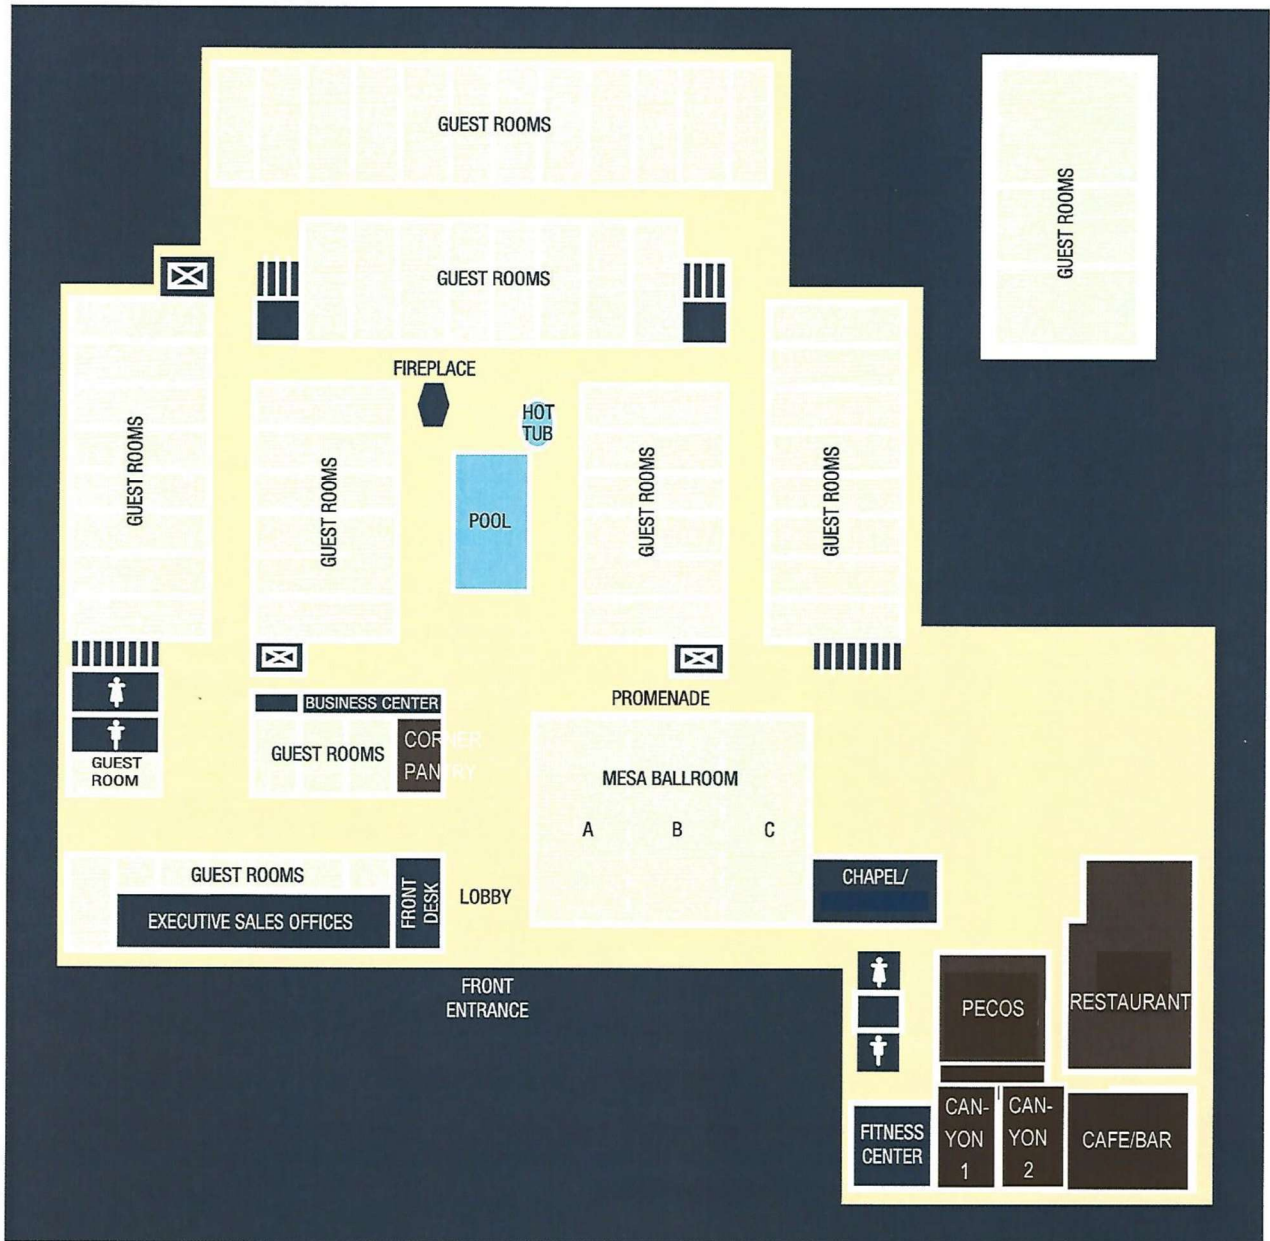 GUEST ROOMS
GUEST ROOMS
GUEST ROOMS
FIREPLACE
HOT
TUB
GUEST ROOMS
GUEST ROOMS
POOL
GUEST ROOMS
GUEST ROOMS
BUSINESS CENTER
PROMENADE
GUEST ROOMS
CORNER
PANTRY
GUEST
ROOM
MESA BALLROOM
A B C
GUEST ROOMS
EXECUTIVE SALES OFFICES
FRONT
DESK
LOBBY
CHAPEL/
FRONT
ENTRANCE
PECOS
RESTAURANT
FITNESS
CENTER
CAN-
YON
1
CAN-
YON
2
CAFE/BAR